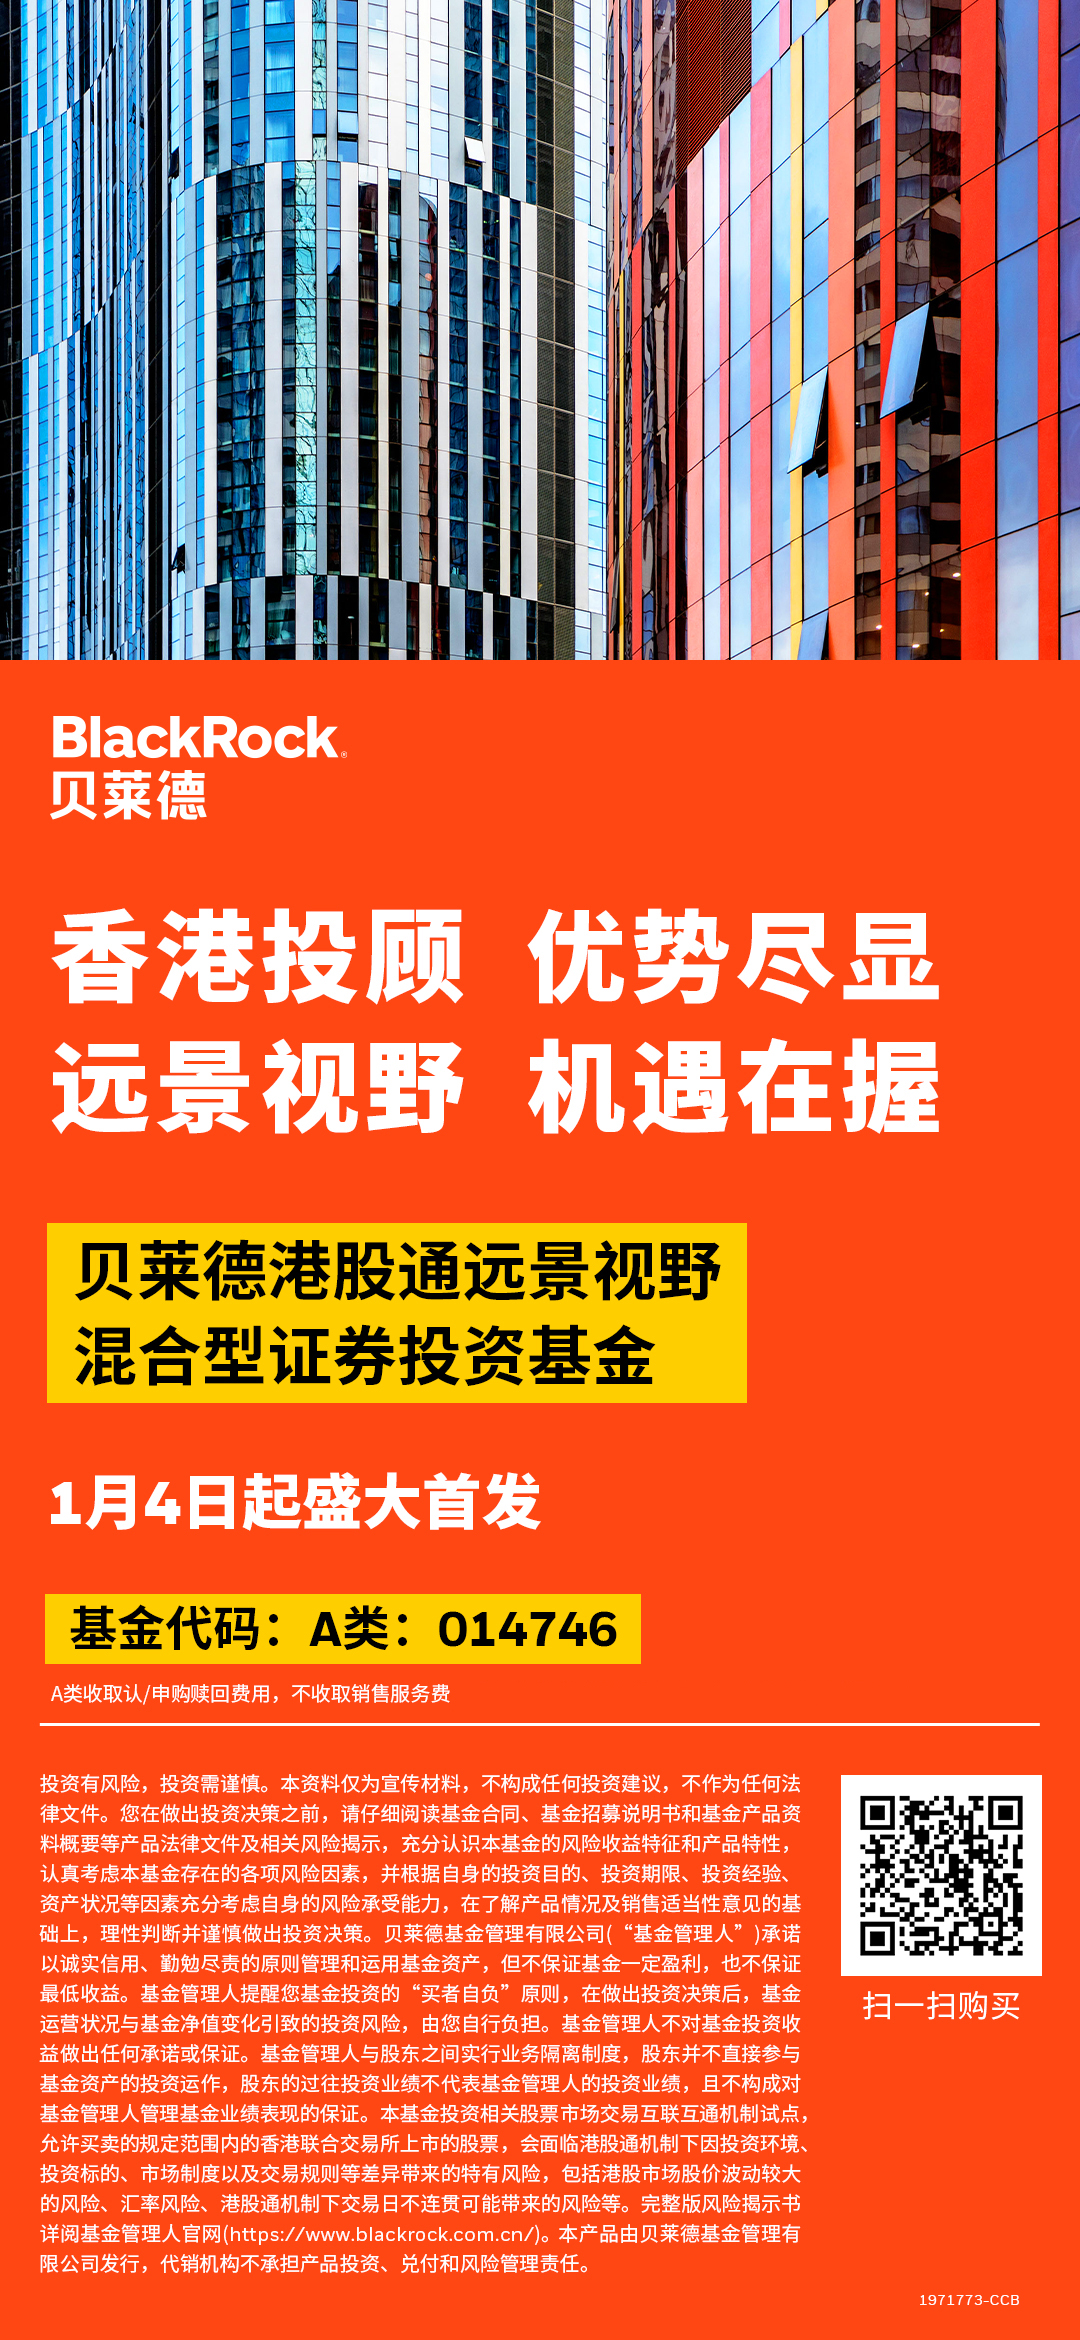 BlackRock®
贝莱德
香港投顾 优势尽显
远景视野 机遇在握
贝莱德港股通远景视野
混合型证券投资基金
1月4日起盛大首发
基金代码：A类：014746
A类收取认/申购赎回费用，不收取销售服务费
投资有风险，投资需谨慎。本资料仅为宣传材料，不构成任何投资建议，不作为任何法
律文件。您在做出投资决策之前，请仔细阅读基金合同、基金招募说明书和基金产品资
料概要等产品法律文件及相关风险揭示，充分认识本基金的风险收益特征和产品特性，
认真考虑本基金存在的各项风险因素，并根据自身的投资目的、投资期限、投资经验、
资产状况等因素充分考虑自身的风险承受能力，在了解产品情况及销售适当性意见的基
础上，理性判断并谨慎做出投资决策。贝莱德基金管理有限公司(“基金管理人”)承诺
以诚实信用、勤勉尽责的原则管理和运用基金资产，但不保证基金一定盈利，也不保证
最低收益。基金管理人提醒您基金投资的“买者自负”原则，在做出投资决策后，基金
运营状况与基金净值变化引致的投资风险，由您自行负担。基金管理人不对基金投资收
益做出任何承诺或保证。基金管理人与股东之间实行业务隔离制度，股东并不直接参与
基金资产的投资运作，股东的过往投资业绩不代表基金管理人的投资业绩，且不构成对
基金管理人管理基金业绩表现的保证。本基金投资相关股票市场交易互联互通机制试点，
允许买卖的规定范围内的香港联合交易所上市的股票，会面临港股通机制下因投资环境、
投资标的、市场制度以及交易规则等差异带来的特有风险，包括港股市场股价波动较大
的风险、汇率风险、港股通机制下交易日不连贯可能带来的风险等。完整版风险揭示书
详阅基金管理人官网(https://www.blackrock.com.cn/)。本产品由贝莱德基金管理有
限公司发行，代销机构不承担产品投资、兑付和风险管理责任。
扫一扫购买
1971773-CCB